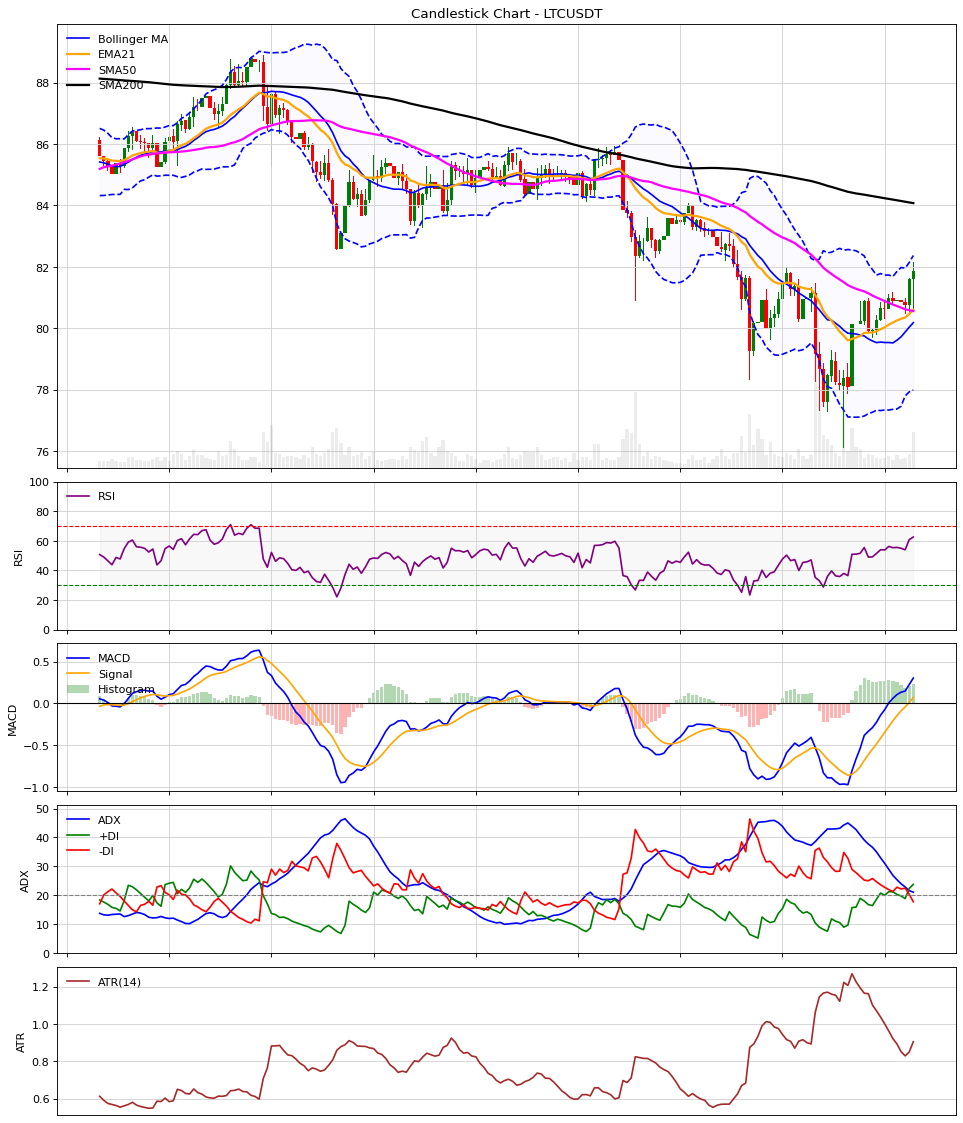 Candlestick Chart - LTCUSDT
Bollinger MA
EMA21
SMA50
SMA200
88
86
84
82
80
78
76
100
80
60
40
20
0
RSI
RSI
0.5
0.0
−0.5
−1.0
MACD
MACD
Signal
Histogram
50
40
30
20
10
0
ADX
ADX
+DI
-DI
1.2
1.0
0.8
0.6
ATR
ATR(14)